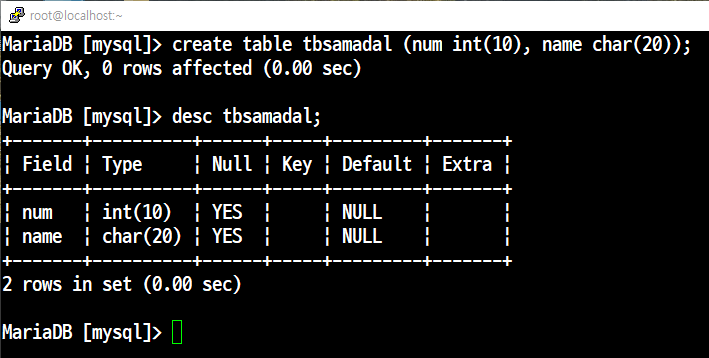 root@localhost:~
MariaDB [mysql]> create table tbsamadal (num int(10), name char(20));
Query OK, 0 rows affected (0.00 sec)
MariaDB [mysql]> desc tbsamadal;
+-------+----------+------+-----+---------+-------+
¦ Field ¦ Type     ¦ Null ¦ Key ¦ Default ¦ Extra ¦
+-------+----------+------+-----+---------+-------+
¦ num   ¦ int(10)  ¦ YES  ¦     ¦ NULL    ¦       ¦
¦ name  ¦ char(20) ¦ YES  ¦     ¦ NULL    ¦       ¦
+-------+----------+------+-----+---------+-------+
2 rows in set (0.00 sec)
MariaDB [mysql]>